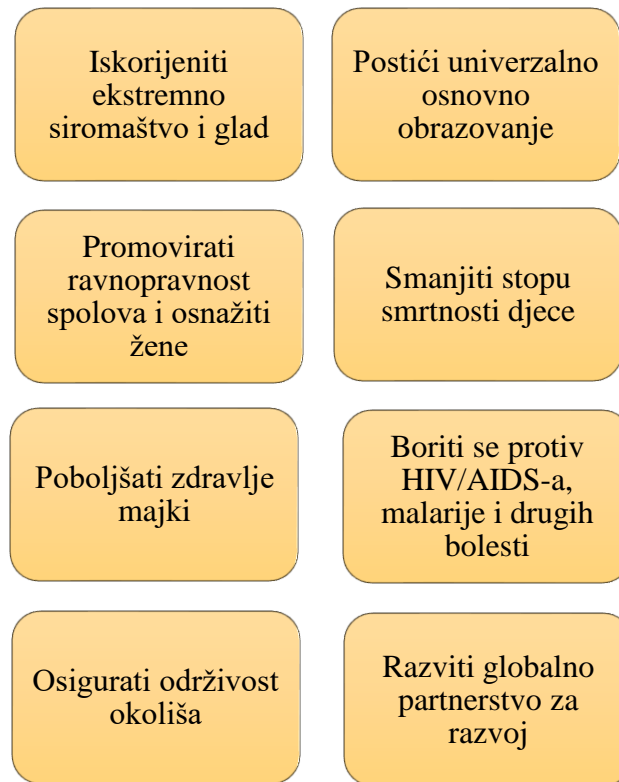 Iskorijeniti
ekstremno
siromaštvo i glad
Postići univerzalno
osnovno
obrazovanje
Promovirati
ravnopravnost
spolova i osnažiti
žene
Smanjiti stopu
smrtnosti djece
Poboljšati zdravlje
majki
Boriti se protiv
HIV/AIDS-a,
malarije i drugih
bolesti
Osigurati održivost
okoliša
Razviti globalno
partnerstvo za
razvoj